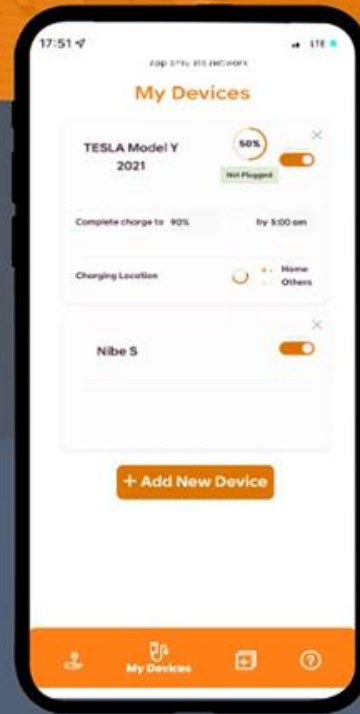 17:51
LTE
My Devices
TESLA Model Y
2021
50%
Not Plugged
Complete charge to 90%
by 5:00 am
Charging Location
Home
Others
Nibe S
+ Add New Device
My Devices